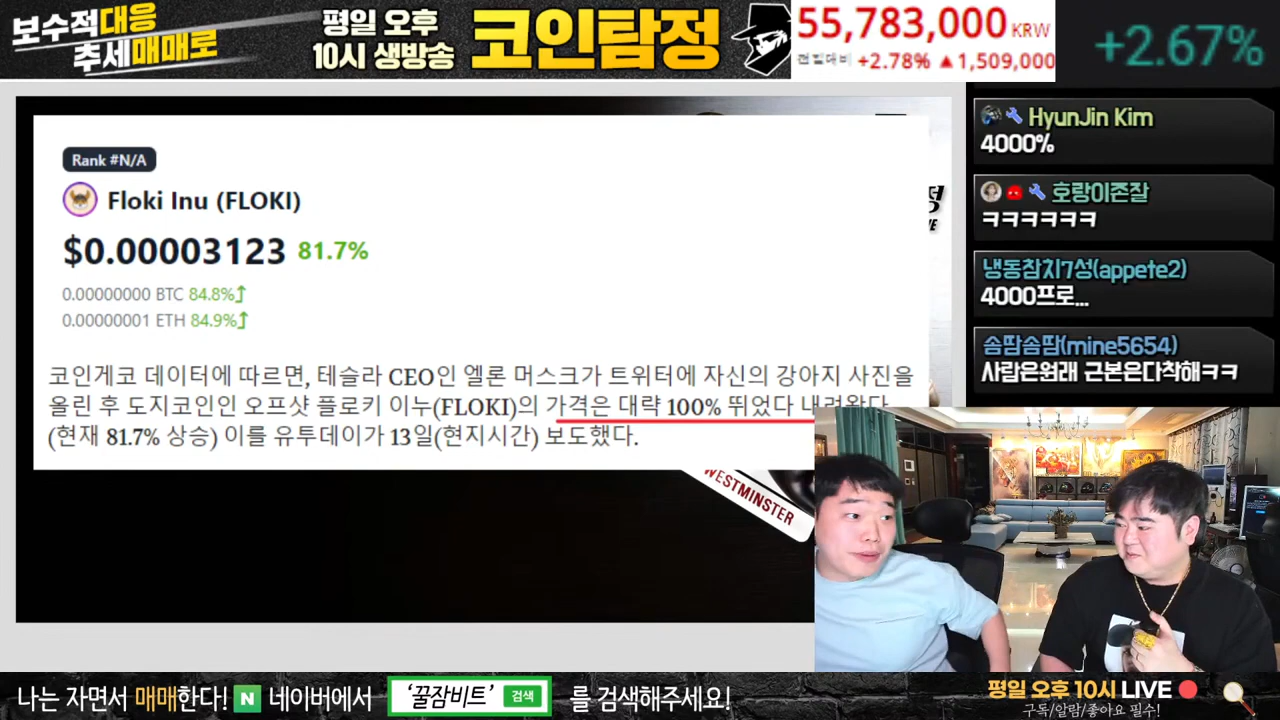 보수적대응
추세매매로
평일 오후
10시 생방송
코인탐정
55,783,000 KRW
전일대비 +2.78% ▲1,509,000
+2.67%
Rank #N/A
Floki Inu (FLOKI)
$0.00003123 81.7%
0.00000000 BTC 84.8%
0.00000001 ETH 84.9%
코인게코 데이터에 따르면, 테슬라 CEO인 엘론 머스크가 트위터에 자신의 강아지 사진을
올린 후 도지코인인 오프샷 플로키 이누(FLOKI)의 가격은 대략 100% 뛰었다 내려왔다
(현재 81.7% 상승) 이를 유투데이가 13일(현지시간) 보도했다.
WESTMINSTER
HyunJin Kim
4000%
호랑이존잘
ㅋㅋㅋㅋㅋㅋ
냉동참치7성(appete2)
4000프로...
솜땀솜땀(mine5654)
사람은원래 근본은다착해ㅋㅋ
나는 자면서 매매한다! N 네이버에서 '꿀잠비트' 검색 를 검색해주세요!
평일 오후 10시 LIVE
구독/알람/좋아요 필수!